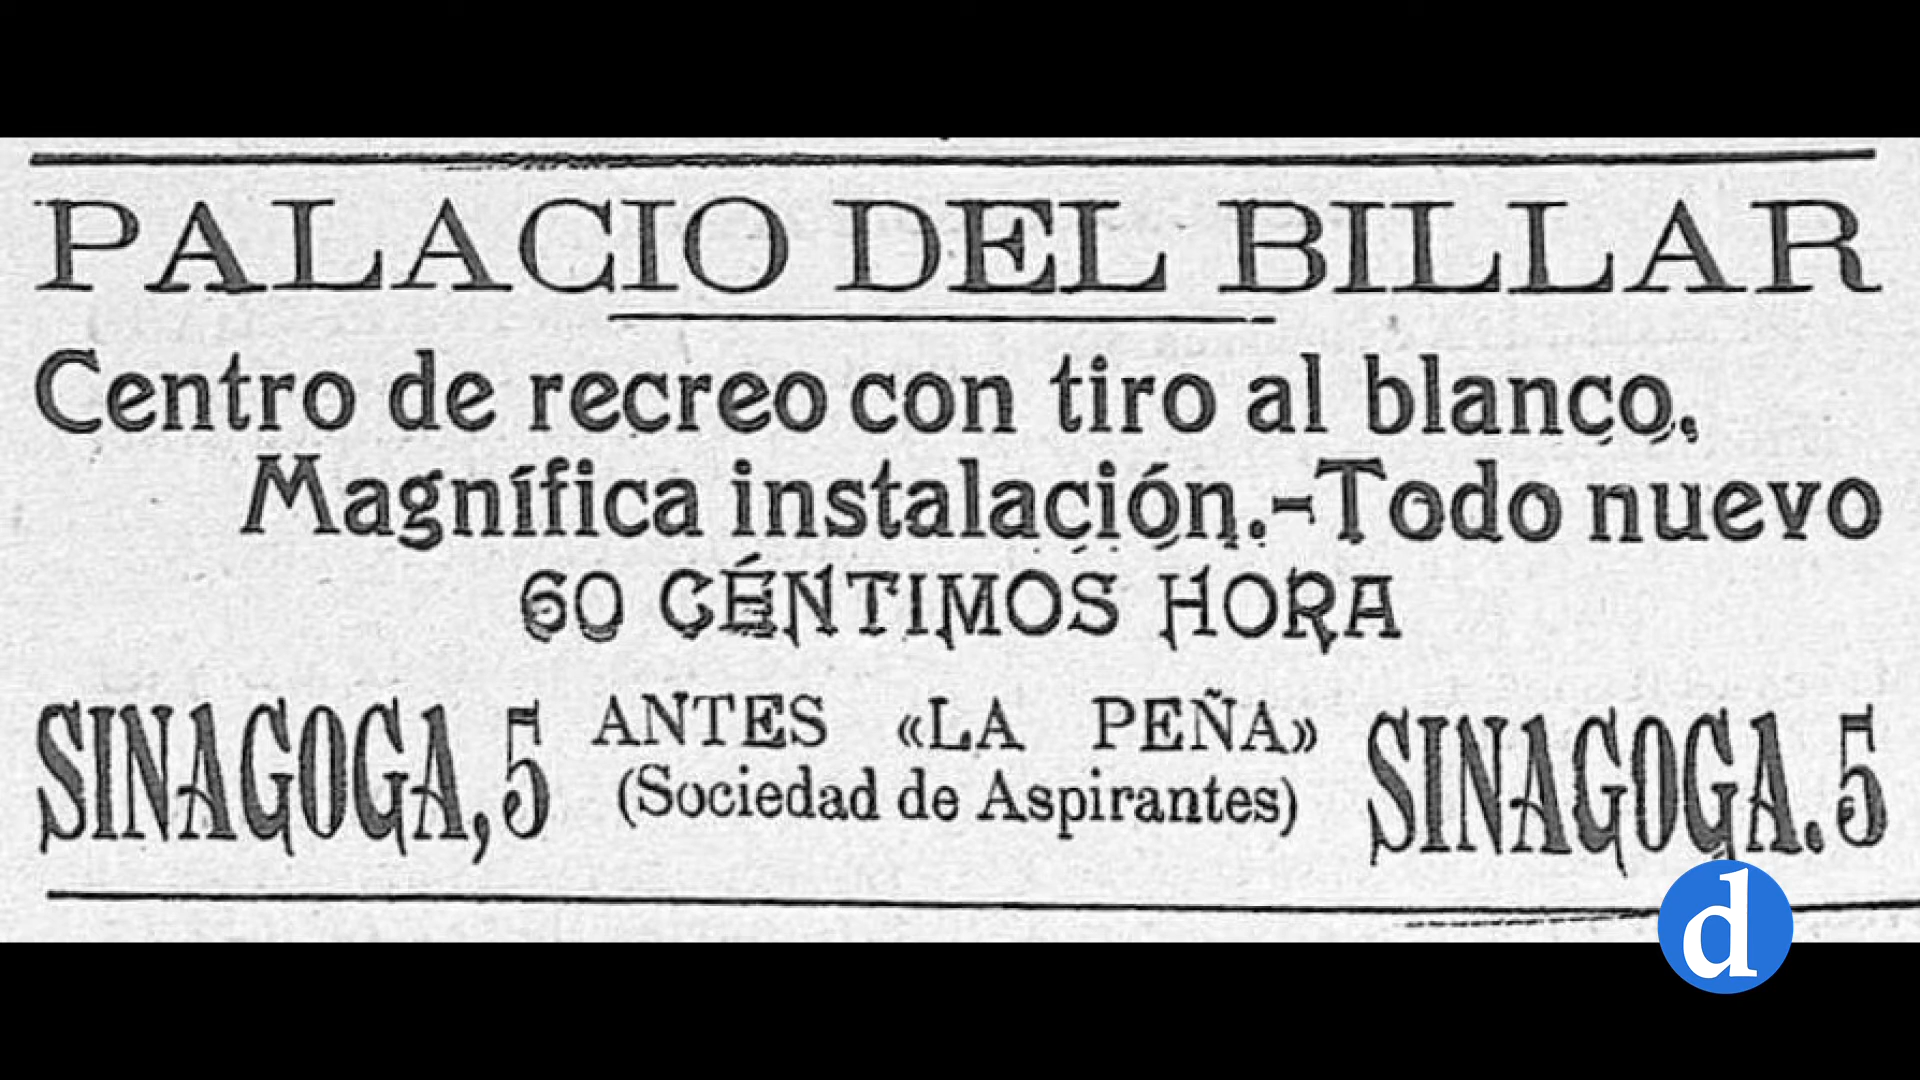 PALACIO DEL BILLAR
Centro de recreo con tiro al blanco.
Magnífica instalación.-Todo nuevo
60 CÉNTIMOS HORA
SINAGOGA, 5 ANTES «LA PEÑA» SINAGOGA. 5
(Sociedad de Aspirantes)
d